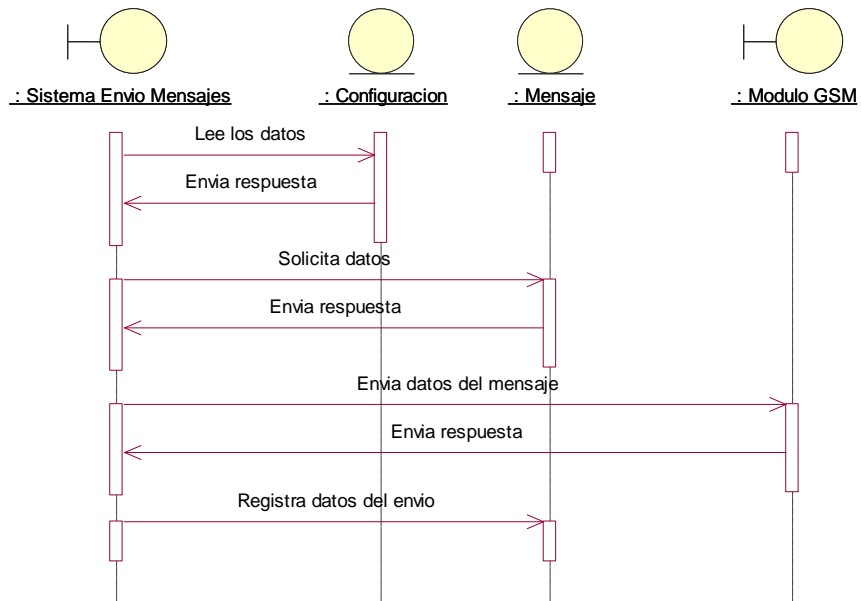 : Sistema Envio Mensajes
: Configuracion
: Mensaje
: Modulo GSM
Lee los datos
Envia respuesta
Solicita datos
Envia respuesta
Envia datos del mensaje
Envia respuesta
Registra datos del envio